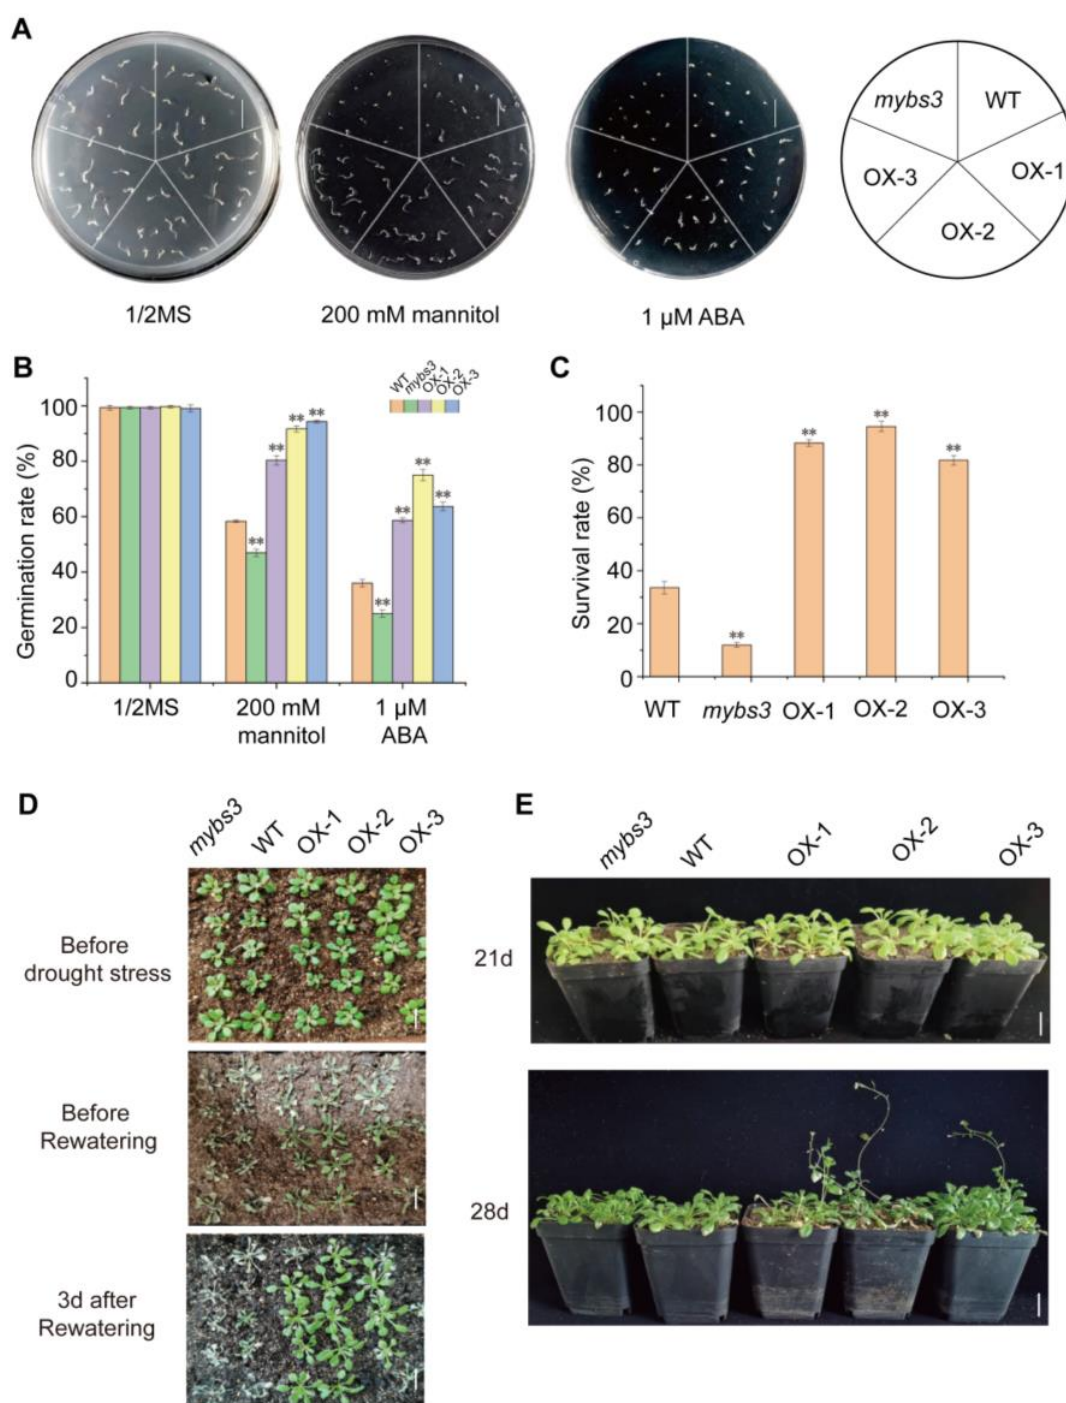 A
mybs3
WT
OX-3
OX-1
OX-2
1/2MS
200 mM mannitol
1 µM ABA
B
WT
mybs3
OX-1
OX-2
OX-3
Germination rate (%)
100
80
60
40
20
0
** ** ** **
** ** ** **
1/2MS
200 mM
mannitol
1 µM
ABA
C
Survival rate (%)
100
80
60
40
20
0
** ** ** **
WT
mybs3
OX-1
OX-2
OX-3
D
mybs3
WT
OX-1
OX-2
OX-3
Before
drought stress
Before
Rewatering
3d after
Rewatering
E
mybs3
WT
OX-1
OX-2
OX-3
21d
28d